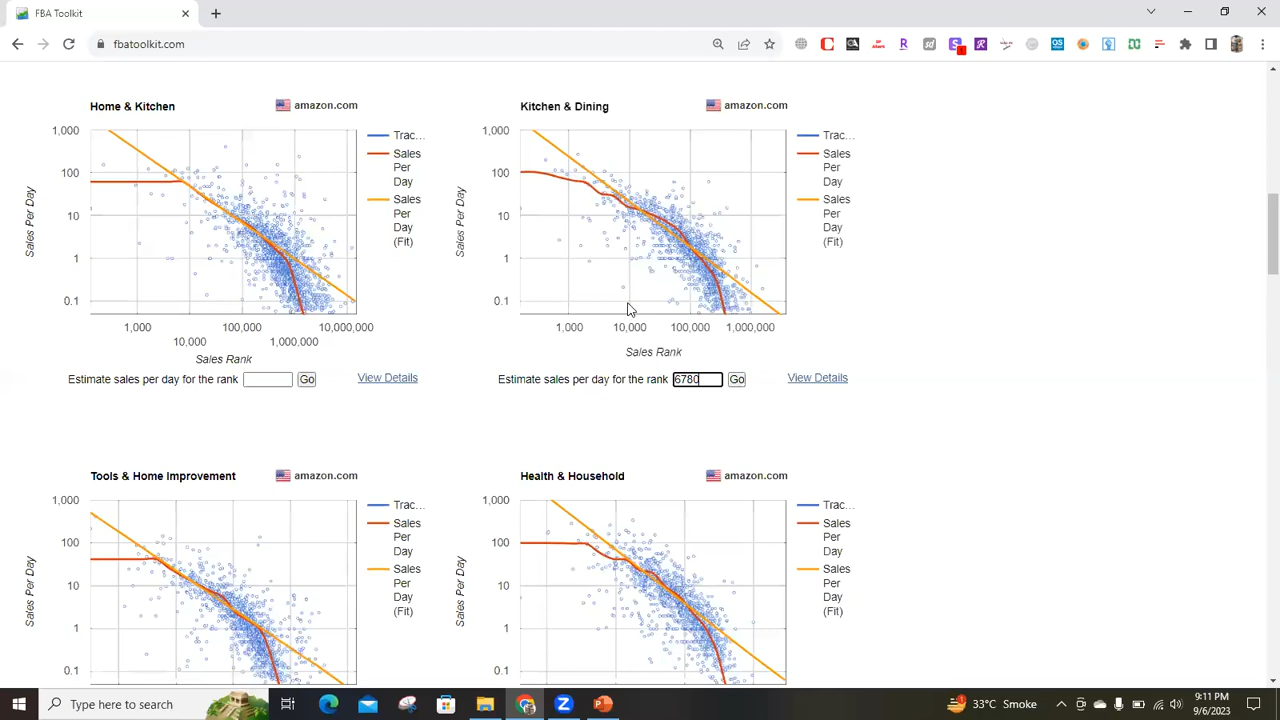 FBA Toolkit
fbatoolkit.com
Home & Kitchen
amazon.com
1,000
100
10
1
0.1
Sales Per Day
1,000
100,000
10,000,000
10,000
1,000,000
Sales Rank
Trac...
Sales
Per
Day
Sales
Per
Day
(Fit)
Estimate sales per day for the rank
Go
View Details
Kitchen & Dining
amazon.com
1,000
100
10
1
0.1
Sales Per Day
1,000
10,000
100,000
1,000,000
Sales Rank
Trac...
Sales
Per
Day
Sales
Per
Day
(Fit)
Estimate sales per day for the rank 6780
Go
View Details
Tools & Home Improvement
amazon.com
1,000
100
10
1
0.1
Sales Per Day
Trac...
Sales
Per
Day
Sales
Per
Day
(Fit)
Health & Household
amazon.com
1,000
100
10
1
0.1
Sales Per Day
Trac...
Sales
Per
Day
Sales
Per
Day
(Fit)
Type here to search
33°C Smoke
9:11 PM
9/6/2023